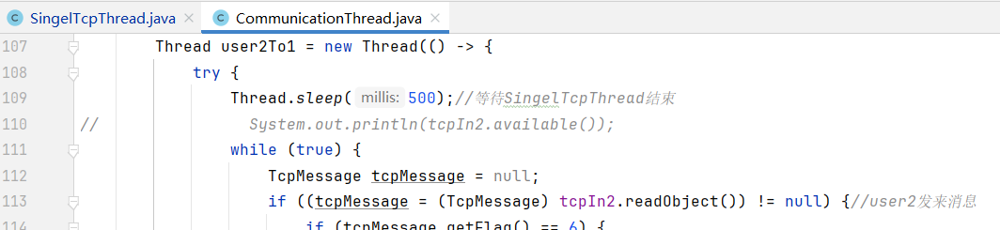 SingelTcpThread.java × CommunicationThread.java ×
107 Thread user2To1 = new Thread(() -> {
108 try {
109 Thread.sleep( millis: 500);//等待SingelTcpThread结束
110 // System.out.println(tcpIn2.available());
111 while (true) {
112 TcpMessage tcpMessage = null;
113 if ((tcpMessage = (TcpMessage) tcpIn2.readObject()) != null) {//user2发来消息
114 if (tcpMessage.getFlag() == 6) {